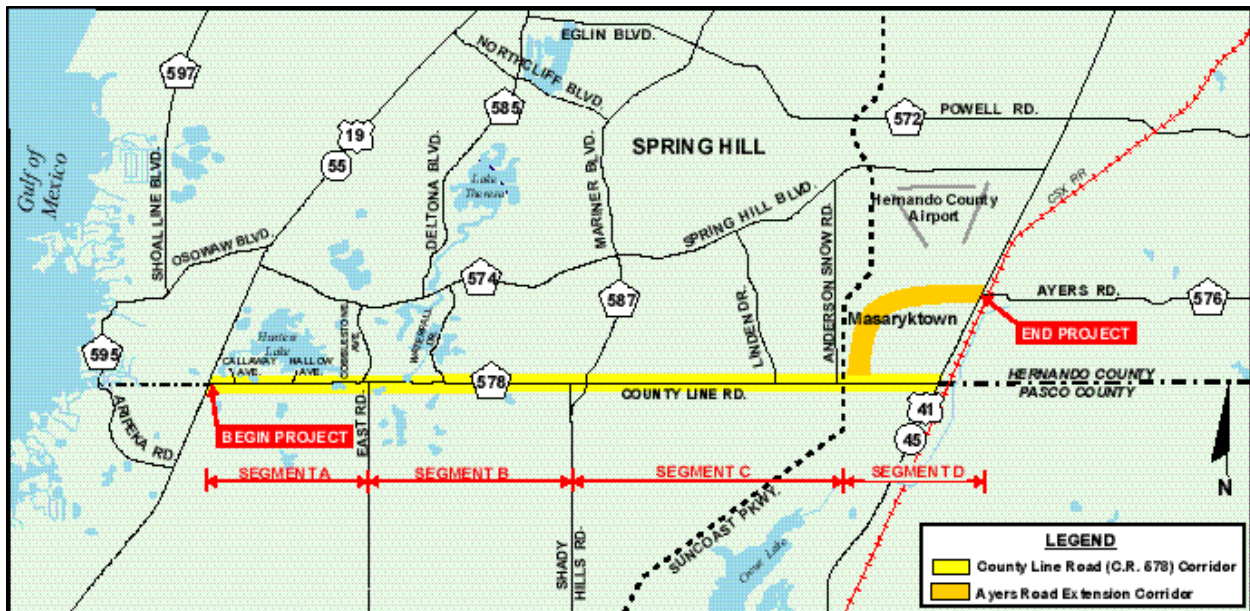 EGLIN BLVD.
NORTHCLIFF BLVD.
597
585
19
55
572
POWELL RD.
SPRING HILL
Gulf of
Mexico
SHOAL LINE BLVD.
OSOWAW BLVD.
DELTONA BLVD.
Lake
Theresa
MARINER BLVD.
SPRING HILL BLVD.
Hernando County
Airport
CSX RR
574
587
LINDEN DR.
ANDERSON SNOW RD.
Masaryktown
AYERS RD.
576
END PROJECT
595
Hunters
Lake
CALLAWAY
AVE.
HALLOW
AVE.
COBBLESTONE
AVE.
WATERFALL
DR.
578
COUNTY LINE RD.
HERNANDO COUNTY
PASCO COUNTY
41
45
ARIPEKA RD.
BEGIN PROJECT
EAST RD.
SEGMENT A
SEGMENT B
SEGMENT C
SEGMENT D
SHADY
HILLS RD.
SUNCOAST PKWY.
Crews Lake
N
LEGEND
County Line Road (C.R. 578) Corridor
Ayers Road Extension Corridor